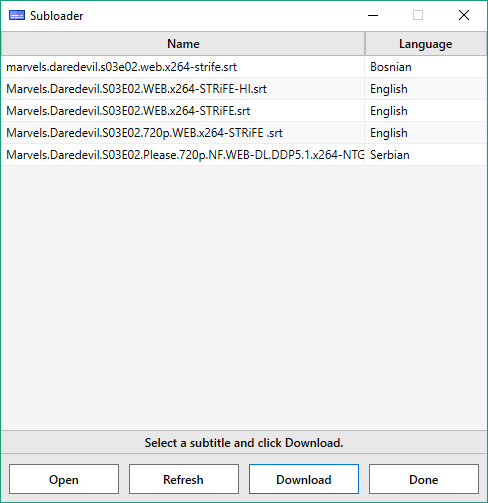 Subloader
Name Language
marvels.daredevil.s03e02.web.x264-strife.srt Bosnian
Marvels.Daredevil.S03E02.WEB.x264-STRiFE-HI.srt English
Marvels.Daredevil.S03E02.WEB.x264-STRiFE.srt English
Marvels.Daredevil.S03E02.720p.WEB.x264-STRiFE .srt English
Marvels.Daredevil.S03E02.Please.720p.NF.WEB-DL.DDP5.1.x264-NTG Serbian
Select a subtitle and click Download.
Open Refresh Download Done